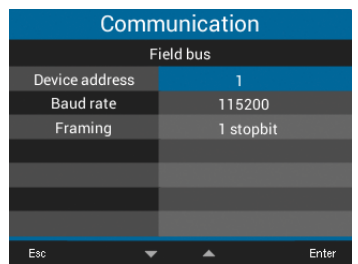 Communication
Field bus
Device address 1
Baud rate 115200
Framing 1 stopbit
Esc Enter